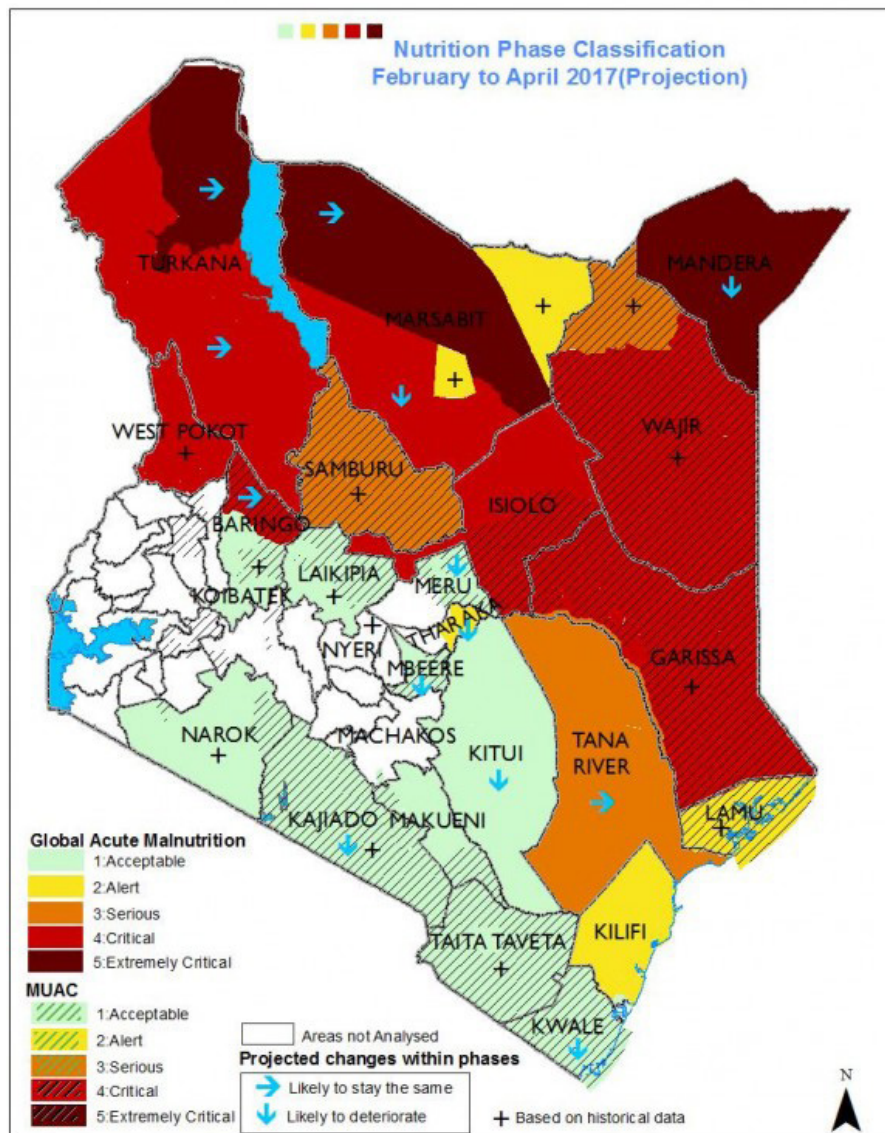 Nutrition Phase Classification
February to April 2017(Projection)
TURKANA
MANDERA
MARSABIT
WEST POKOT
WAJIR
SAMBURU
ISIOLO
BARINGO
LAIKIPIA
MERU
KOIBATEK
THARAKA
NYERI
MBEERE
GARISSA
NAROK
MACHAKOS
KITUI
TANA
RIVER
KAJIADO
MAKUENI
LAMU
TAITA TAVETA
KILIFI
KWALE
Global Acute Malnutrition
1:Acceptable
2:Alert
3:Serious
4:Critical
5:Extremely Critical
MUAC
1:Acceptable
2:Alert
3:Serious
4:Critical
5:Extremely Critical
Areas not Analysed
Projected changes within phases
Likely to stay the same
Likely to deteriorate
+ Based on historical data
N